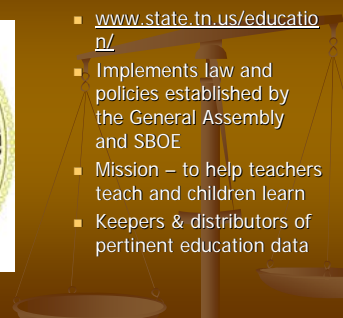 www.state.tn.us/educatio
n/
Implements law and
policies established by
the General Assembly
and SBOE
Mission – to help teachers
teach and children learn
Keepers & distributors of
pertinent education data